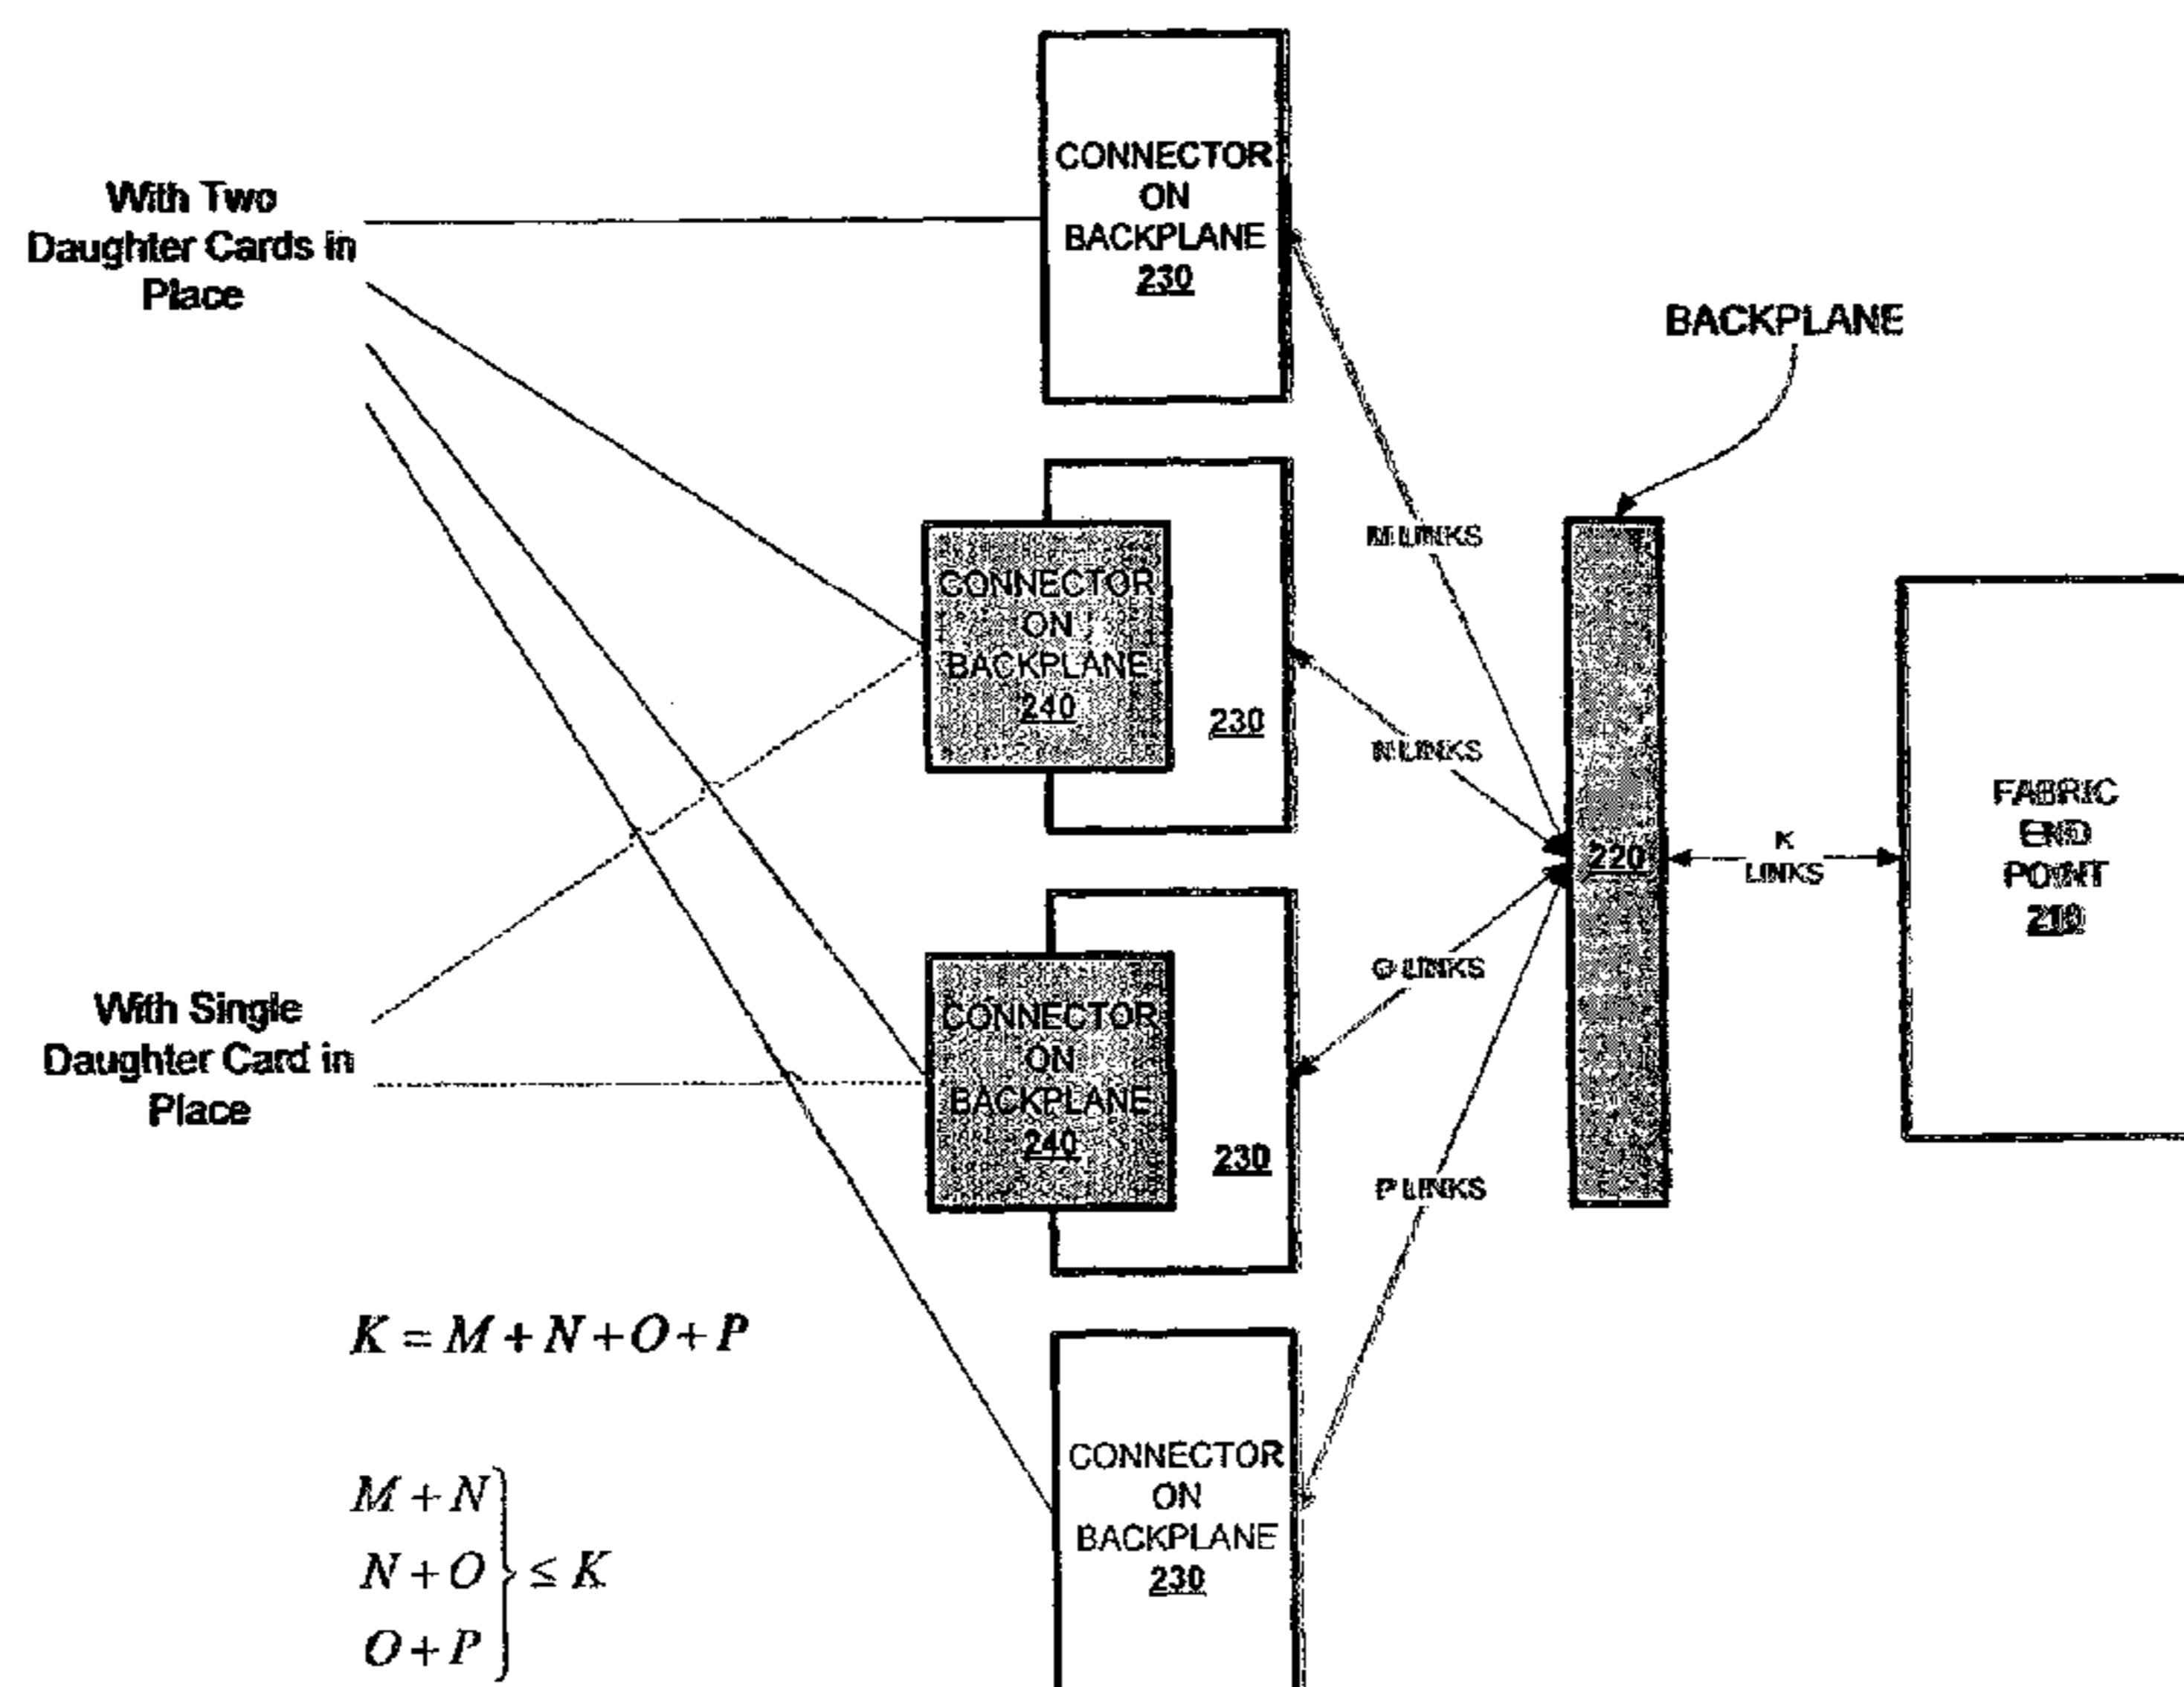 With Two
Daughter Cards in
Place
CONNECTOR
ON
BACKPLANE
230
BACKPLANE
M LINKS
CONNECTOR
ON
BACKPLANE
240
230
N LINKS
220
K
LINKS
FABRIC
END
POINT
210
O LINKS
With Single
Daughter Card in
Place
CONNECTOR
ON
BACKPLANE
240
230
P LINKS
K = M + N + O + P
CONNECTOR
ON
BACKPLANE
230
M + N
N + O } ≤ K
O + P